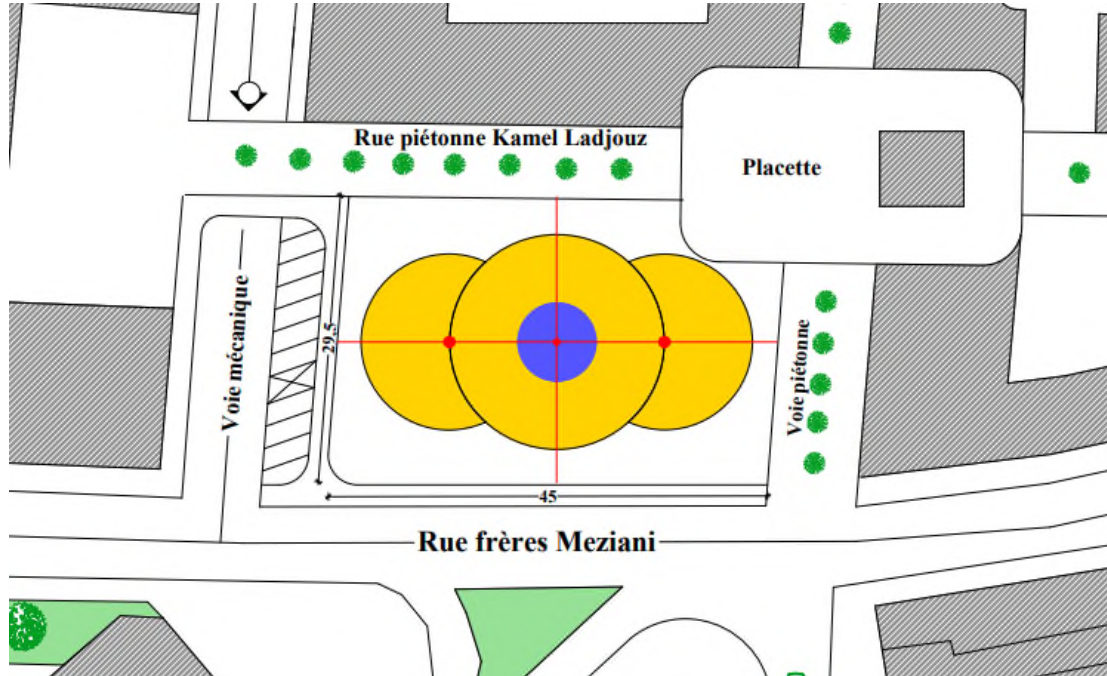 Rue piétonne Kamel Ladjouz
Placette
Voie mécanique
29,5
Voie piétonne
45
Rue frères Meziani